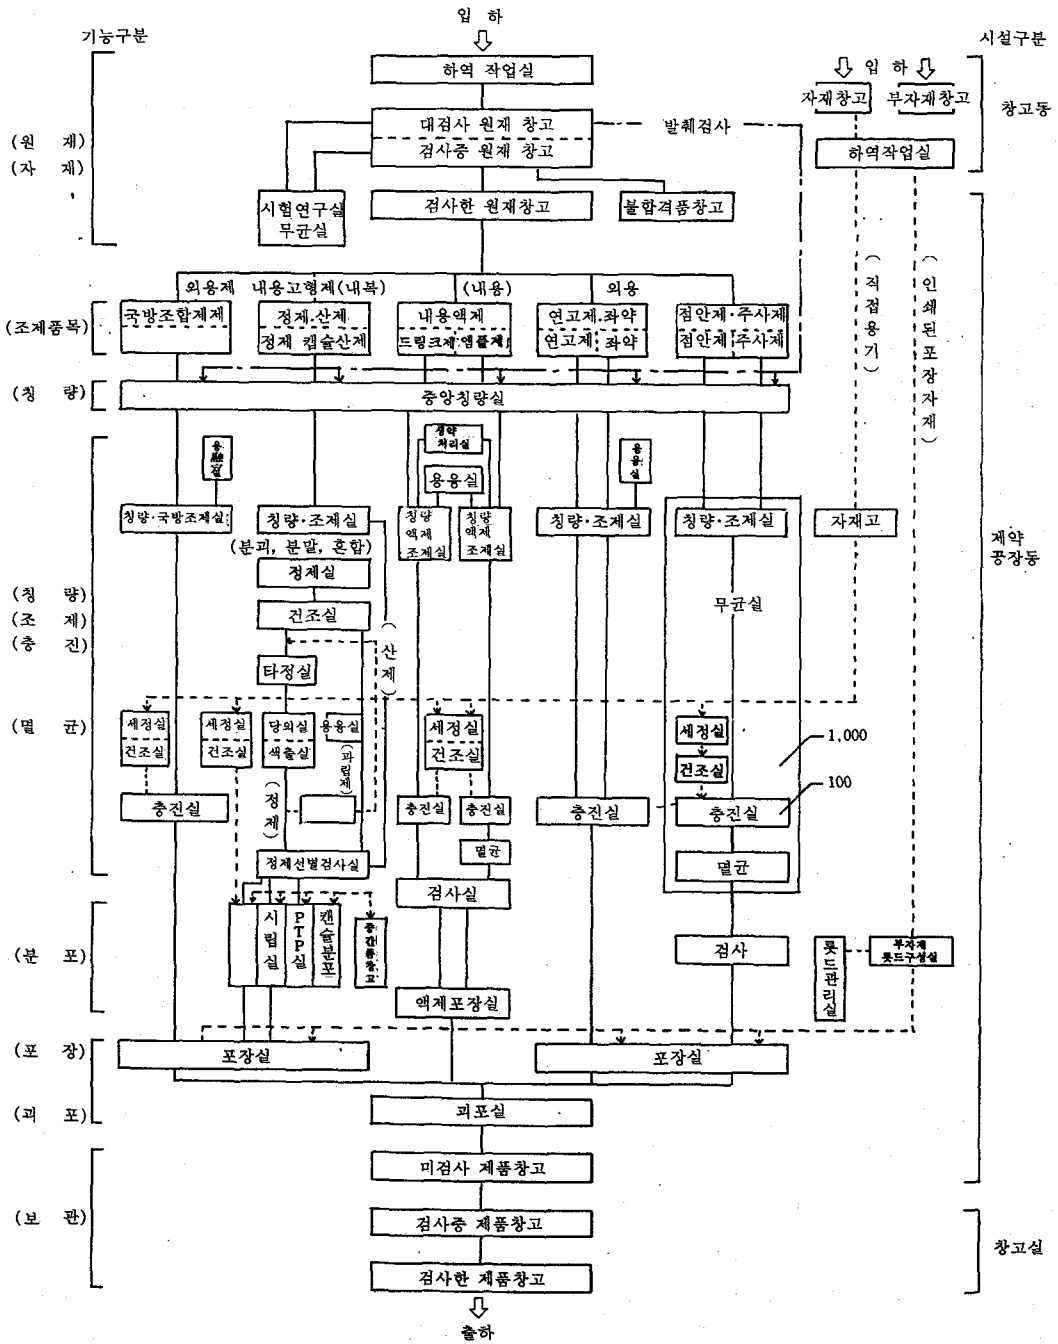 입 하
기능구분
시설구분
하역 작업실
입 하
자재창고
부자재창고
창고동
대검사 원재 창고
발취검사
(원 재)
검사중 원재 창고
하역작업실
(자 재)
시험연구실
무균실
검사한 원재창고
불합격품창고
(직접용기)
(인쇄된포장자재)
외용제
내용고형제(내복)
(내용)
외용
국방조합제제
정제.산제
내용액제
연고제.좌약
점안제·주사제
(조제품목)
정제 캡슐산제
드링크제
앰플제
연고제
좌약
점안제
주사제
(칭 량)
중앙칭량실
생약
처리실
용융실
용융실
칭량·국방조제실
칭량·조제실
칭량
액제
조제실
칭량
액제
조제실
칭량·조제실
칭량·조제실
자재고
제약
공장동
(분괴, 분말, 혼합)
정제실
(칭 량)
건조실
무균실
(조 제)
(충 진)
(산제)
타정실
(멸 균)
세정실
건조실
세정실
건조실
당의실
색출실
용융실
(과립제)
세정실
건조실
세정실
건조실
1,000
100
충진실
(정제)
충진실
충진실
충진실
충진실
멸균
멸균
정제선별검사실
검사실
시럽실
PTP실
캔슬분포
중간품창고
(분 포)
검사
롯드관리실
부자재
롯드구성실
액제포장실
(포 장)
포장실
포장실
(괴 포)
괴포실
미검사 제품창고
(보 관)
검사중 제품창고
창고실
검사한 제품창고
출하